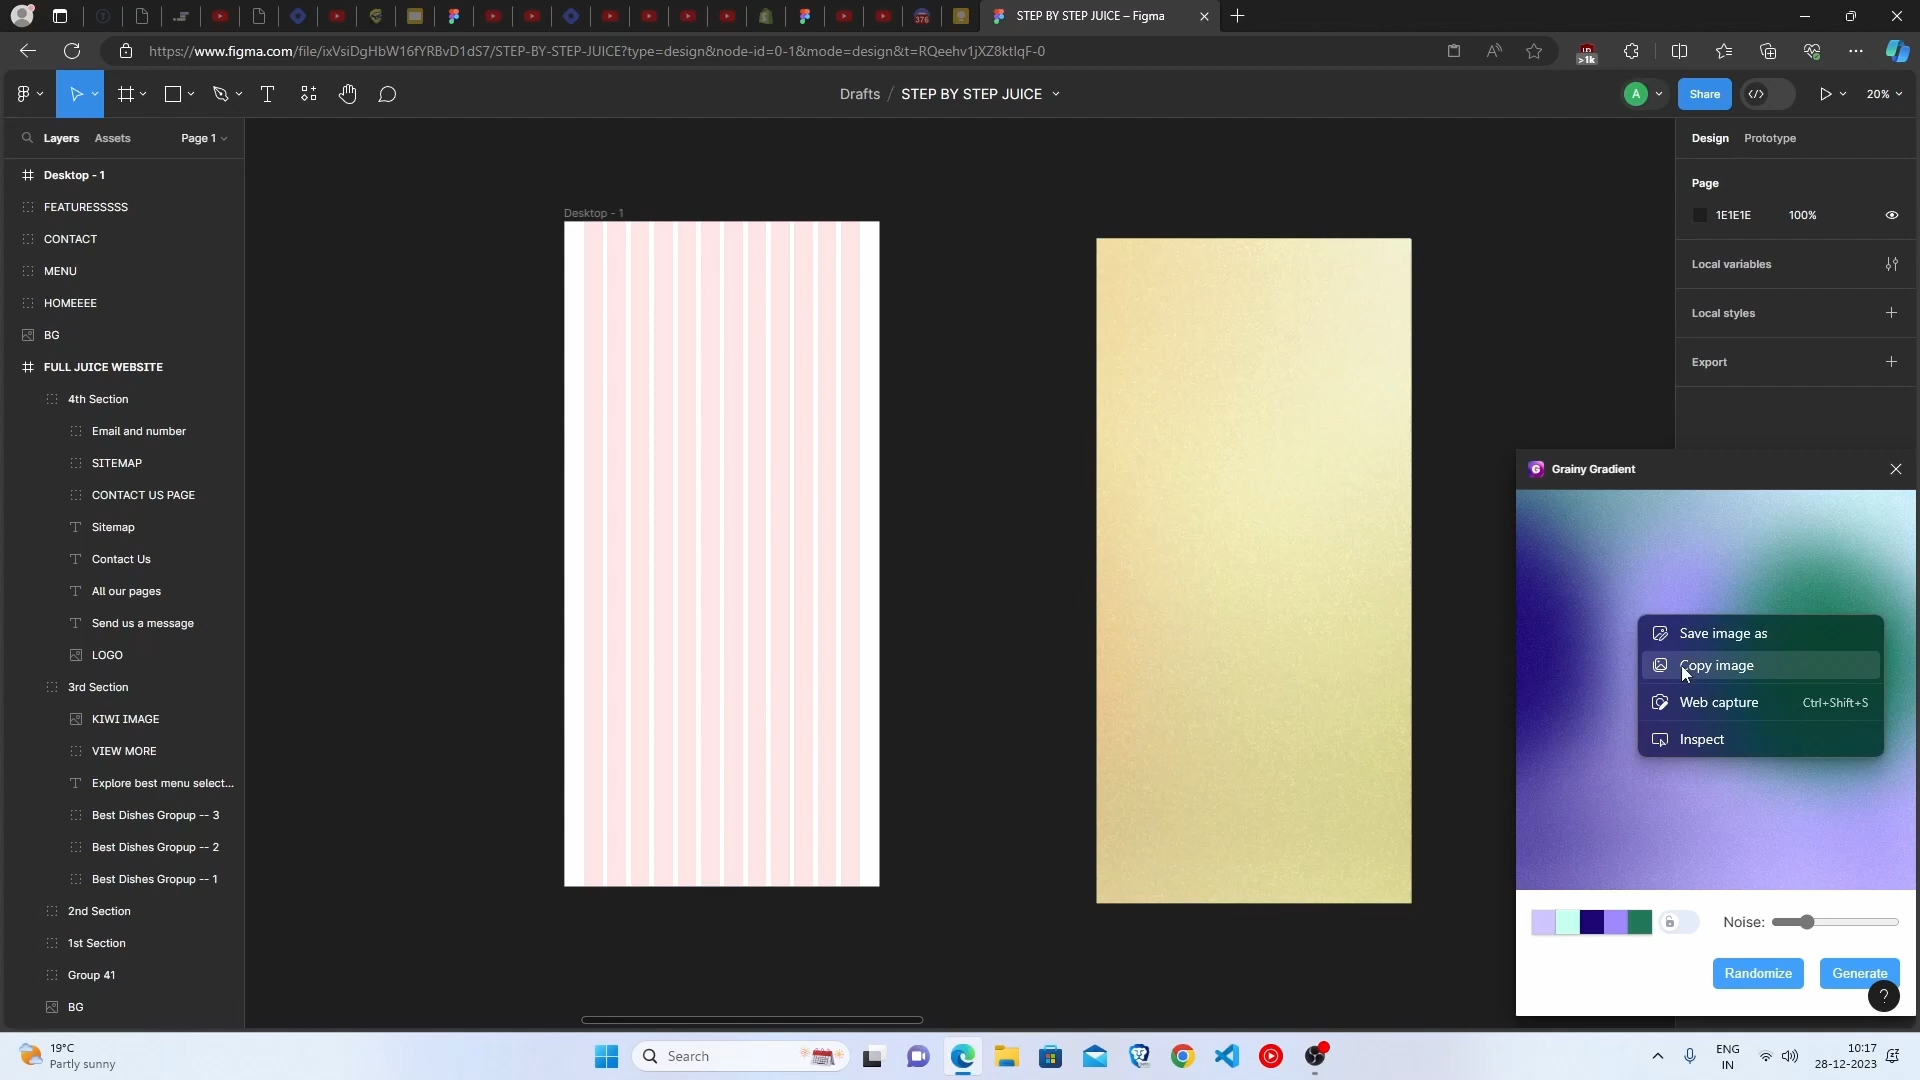 376
STEP BY STEP JUICE – Figma
https://www.figma.com/file/ixVsiDgHbW16fYRBvD1dS7/STEP-BY-STEP-JUICE?type=design&node-id=0-1&mode=design&t=RQeehv1jXZ8ktlqF-0
>1k
Drafts / STEP BY STEP JUICE
A
Share
20%
Layers
Assets
Page 1
Design
Prototype
Desktop - 1
FEATURESSSSS
CONTACT
MENU
HOMEEEE
BG
FULL JUICE WEBSITE
4th Section
Email and number
SITEMAP
CONTACT US PAGE
Sitemap
Contact Us
All our pages
Send us a message
LOGO
3rd Section
KIWI IMAGE
VIEW MORE
Explore best menu select...
Best Dishes Gropup -- 3
Best Dishes Gropup -- 2
Best Dishes Gropup -- 1
2nd Section
1st Section
Group 41
BG
Desktop - 1
Page
1E1E1E
100%
Local variables
Local styles
Export
G
Grainy Gradient
Save image as
Copy image
Web capture
Ctrl+Shift+S
Inspect
Noise:
Randomize
Generate
?
19°C
Partly sunny
Search
ENG
IN
10:17
28-12-2023